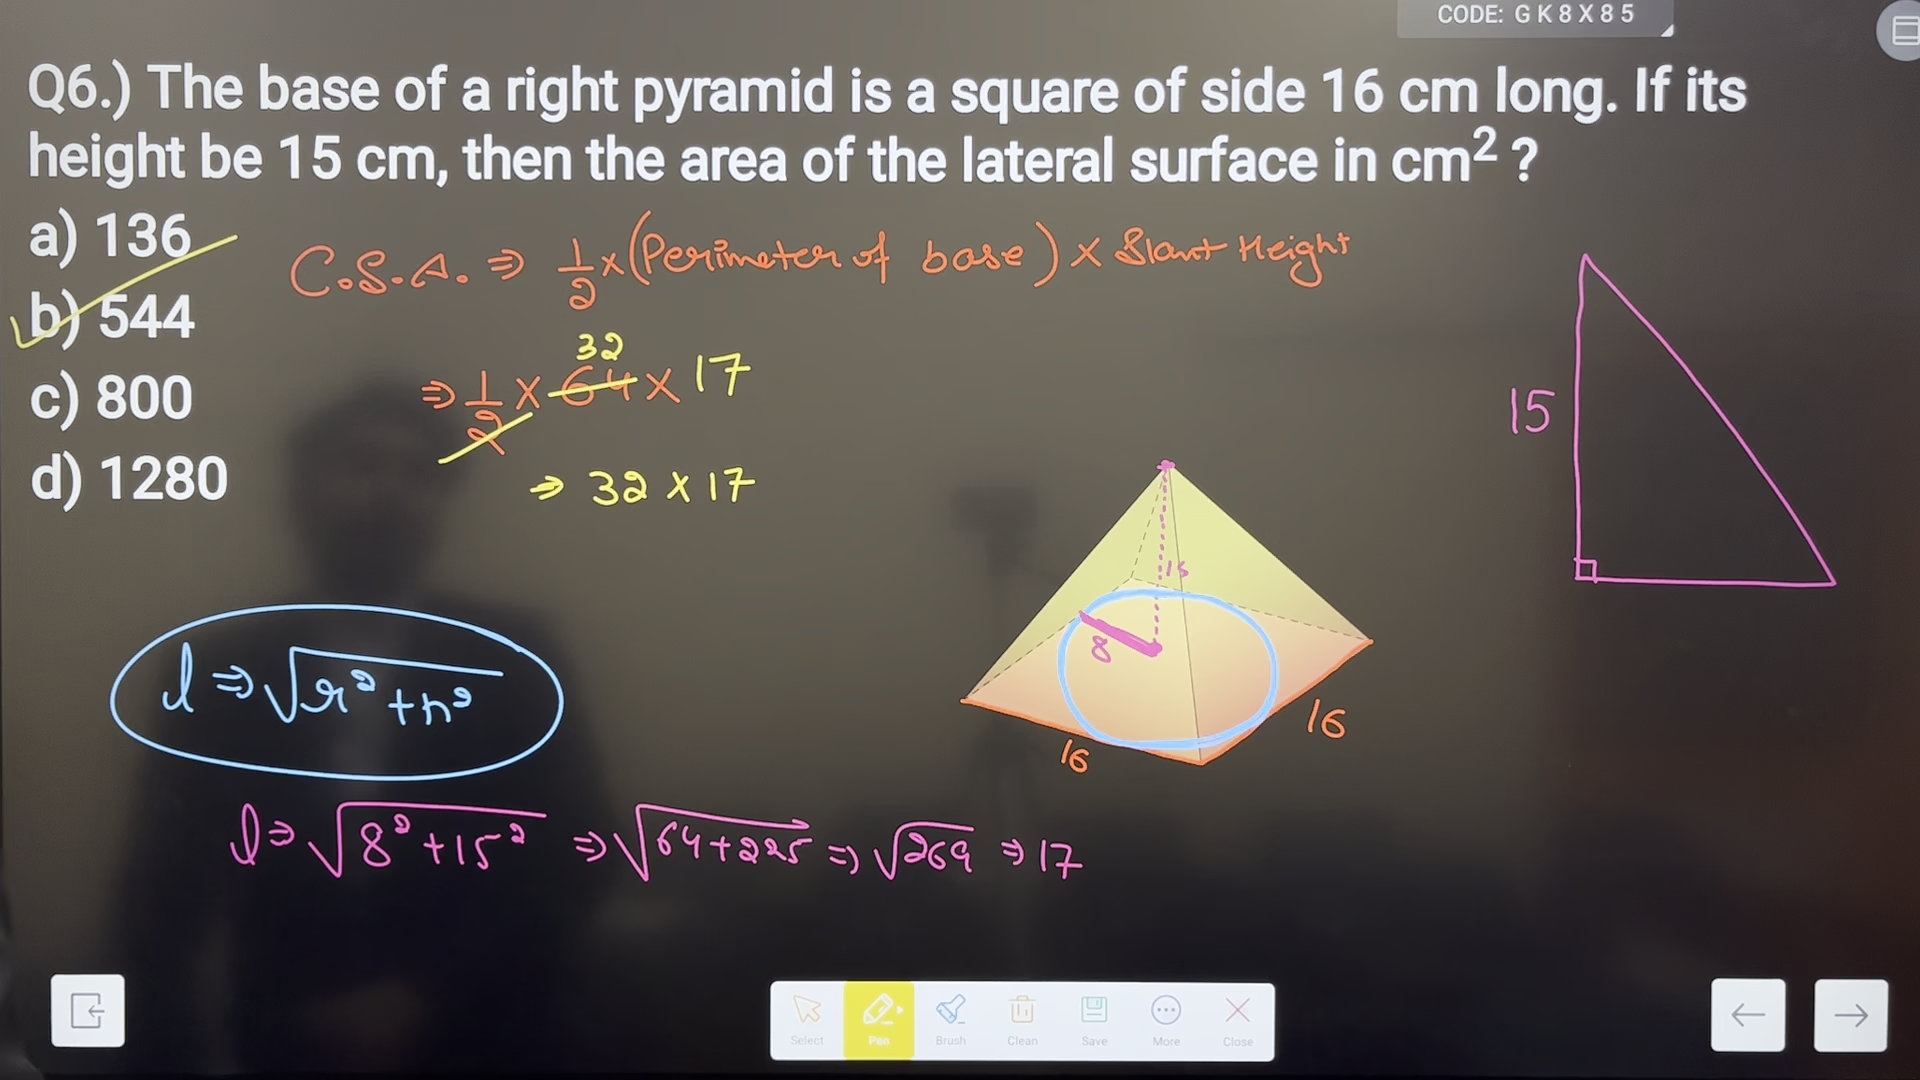 CODE: GK8X85
Q6.) The base of a right pyramid is a square of side 16 cm long. If its
height be 15 cm, then the area of the lateral surface in cm² ?
a) 136
b) 544
c) 800
d) 1280
C.S.A. ⇒ 1/2 × (Perimeter of base) × Slant Height
32
⇒ 1/2 × 64 × 17
⇒ 32 × 17
15
15
8
16
16
l ⇒ √r² + h²
l ⇒ √8² + 15² ⇒ √64 + 225 ⇒ √269 ⇒ 17
Select
Pen
Brush
Clean
Save
More
Close